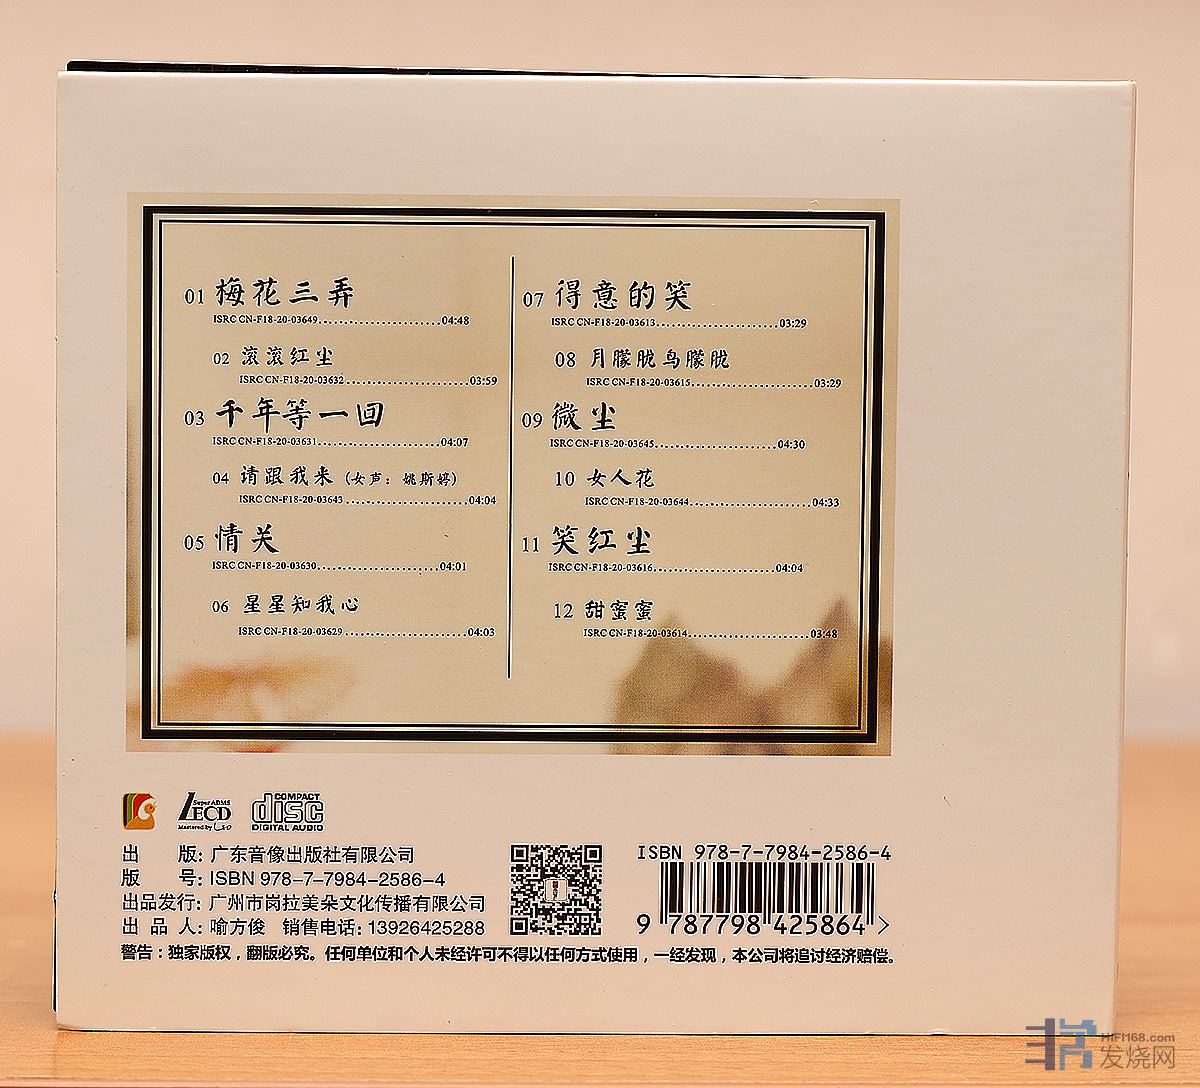 01 梅花三弄
ISRC CN-F18-20-03649........................04:48
02 滚滚红尘
ISRC CN-F18-20-03632........................03:59
03 千年等一回
ISRC CN-F18-20-03631........................04:07
04 请跟我来(女声：姚斯婷)
ISRC CN-F18-20-03643........................04:04
05 情关
ISRC CN-F18-20-03630........................04:01
06 星星知我心
ISRC CN-F18-20-03629........................04:03
07 得意的笑
ISRC CN-F18-20-03613........................03:29
08 月朦胧鸟朦胧
ISRC CN-F18-20-03615........................03:29
09 微尘
ISRC CN-F18-20-03645........................04:30
10 女人花
ISRC CN-F18-20-03644........................04:33
11 笑红尘
ISRC CN-F18-20-03616........................04:04
12 甜蜜蜜
ISRC CN-F18-20-03614........................03:48
Super ADMS
LECD
Mastered by
COMPACT
disc
DIGITAL AUDIO
出 版: 广东音像出版社有限公司
版 号: ISBN 978-7-7984-2586-4
出品发行: 广州市岗拉美朵文化传播有限公司
出 品 人: 喻方俊 销售电话: 13926425288
警告：独家版权，翻版必究。任何单位和个人未经许可不得以任何方式使用，一经发现，本公司将追讨经济赔偿。
ISBN 978-7-7984-2586-4
9 787798 425864 >
HIFI168.com
发烧网